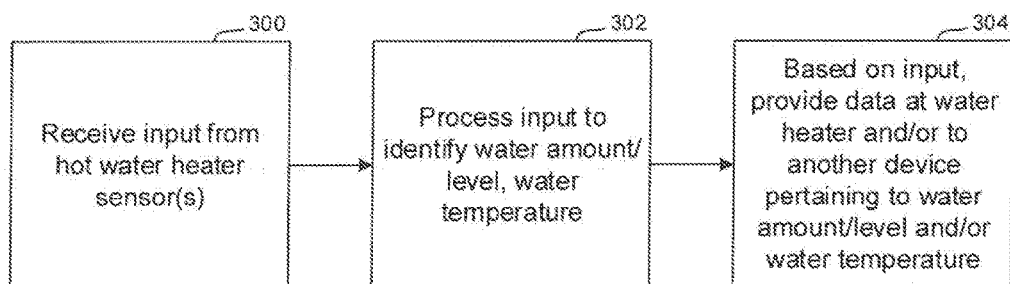 300
Receive input from
hot water heater
sensor(s)
302
Process input to
identify water amount/
level, water
temperature
304
Based on input,
provide data at water
heater and/or to
another device
pertaining to water
amount/level and/or
water temperature